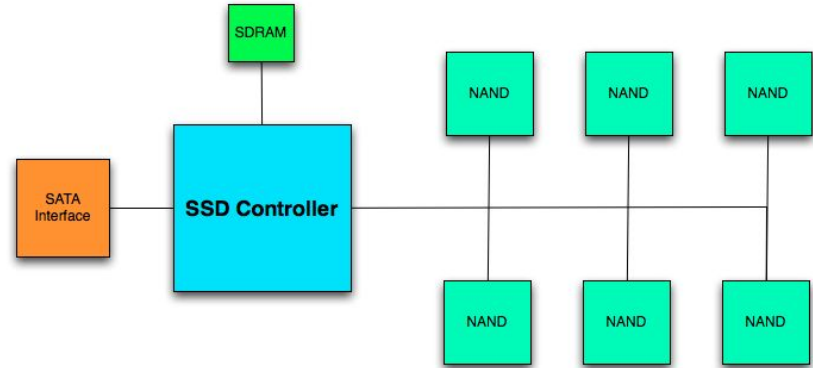 SDRAM
NAND
NAND
NAND
SATA
Interface
SSD Controller
NAND
NAND
NAND